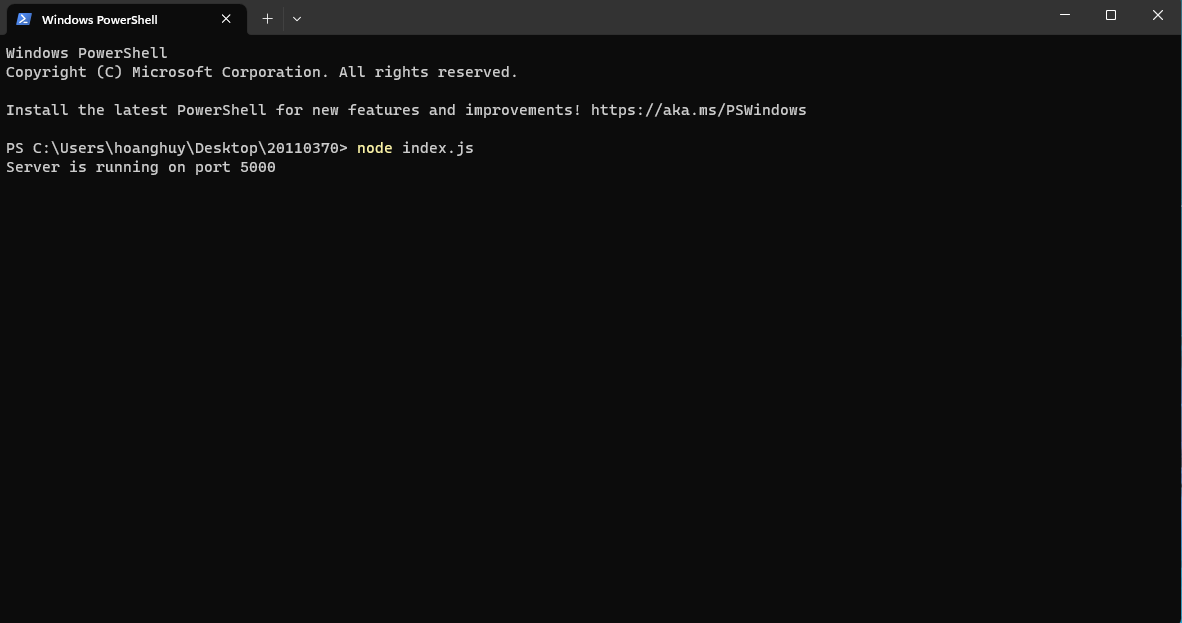 Windows PowerShell
Windows PowerShell
Copyright (C) Microsoft Corporation. All rights reserved.
Install the latest PowerShell for new features and improvements! https://aka.ms/PSWindows
PS C:\Users\hoanghuy\Desktop\20110370> node index.js
Server is running on port 5000